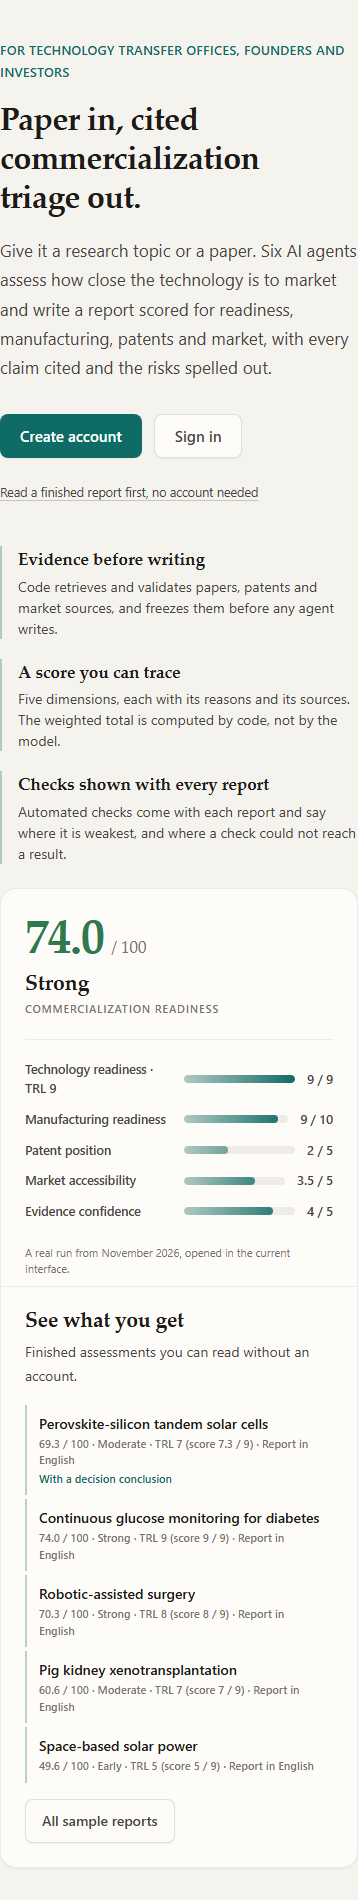 FOR TECHNOLOGY TRANSFER OFFICES, FOUNDERS AND
INVESTORS
Paper in, cited
commercialization
triage out.
Give it a research topic or a paper. Six AI agents
assess how close the technology is to market
and write a report scored for readiness,
manufacturing, patents and market, with every
claim cited and the risks spelled out.
Create account
Sign in
Read a finished report first, no account needed
Evidence before writing
Code retrieves and validates papers, patents and
market sources, and freezes them before any agent
writes.
A score you can trace
Five dimensions, each with its reasons and its sources.
The weighted total is computed by code, not by the
model.
Checks shown with every report
Automated checks come with each report and say
where it is weakest, and where a check could not reach
a result.
74.0 / 100
Strong
COMMERCIALIZATION READINESS
Technology readiness ·
TRL 9
9 / 9
Manufacturing readiness 9 / 10
Patent position 2 / 5
Market accessibility 3.5 / 5
Evidence confidence 4 / 5
A real run from November 2026, opened in the current
interface.
See what you get
Finished assessments you can read without an
account.
Perovskite-silicon tandem solar cells
69.3 / 100 · Moderate · TRL 7 (score 7.3 / 9) · Report in
English
With a decision conclusion
Continuous glucose monitoring for diabetes
74.0 / 100 · Strong · TRL 9 (score 9 / 9) · Report in
English
Robotic-assisted surgery
70.3 / 100 · Strong · TRL 8 (score 8 / 9) · Report in
English
Pig kidney xenotransplantation
60.6 / 100 · Moderate · TRL 7 (score 7 / 9) · Report in
English
Space-based solar power
49.6 / 100 · Early · TRL 5 (score 5 / 9) · Report in English
All sample reports